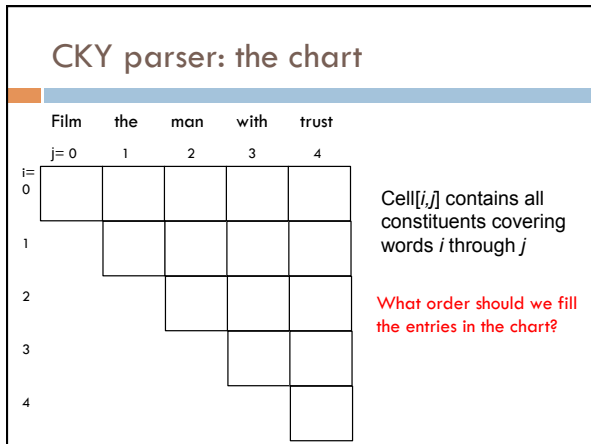 CKY parser: the chart
Film the man with trust
j= 0 1 2 3 4
i=
0
1
2
3
4
Cell[i,j] contains all
constituents covering
words i through j
What order should we fill
the entries in the chart?